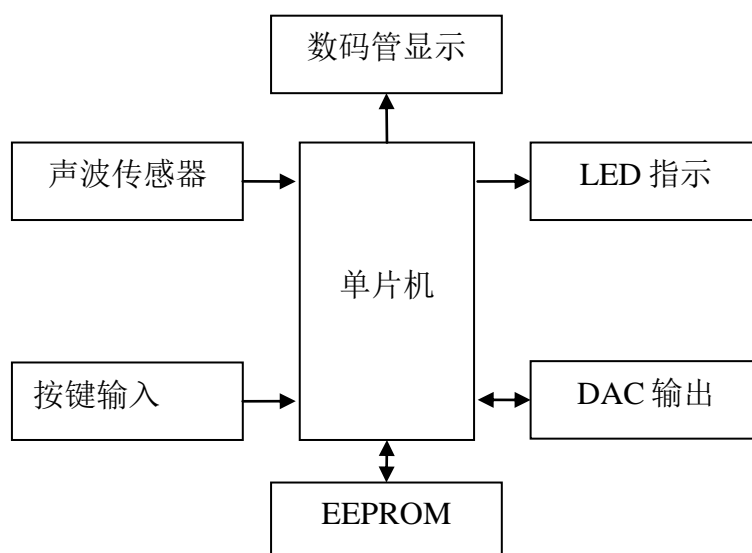 数码管显示
声波传感器
LED 指示
单片机
按键输入
DAC 输出
EEPROM